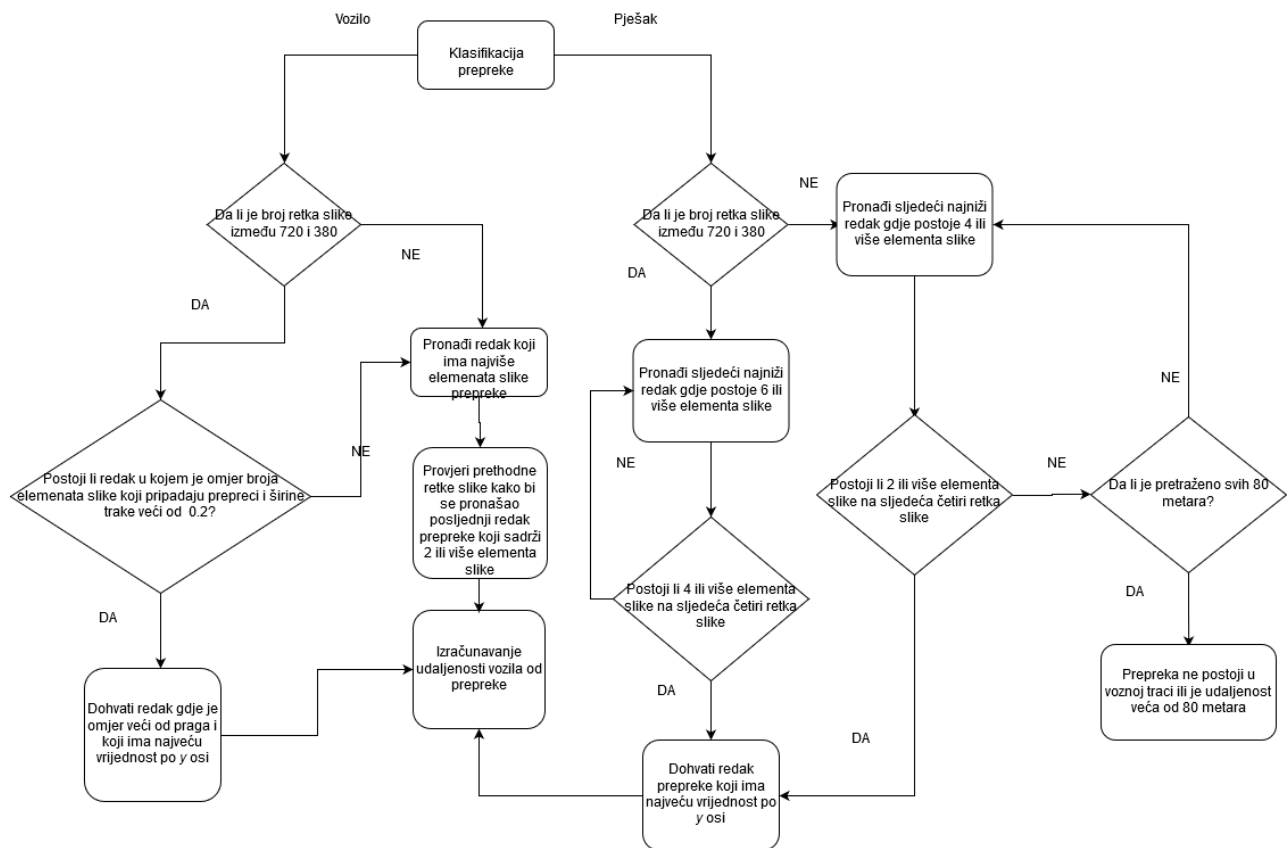 Vozilo
Pješak
Klasifikacija
prepreke
Da li je broj retka slike
između 720 i 380
NE
DA
Postoji li redak u kojem je omjer broja
elemenata slike koji pripadaju prepreci i širine
trake veći od 0.2?
NE
DA
Dohvati redak gdje je
omjer veći od praga i
koji ima najveću
vrijednost po y osi
Pronađi redak koji
ima najviše
elemenata slike
prepreke
Provjeri prethodne
retke slike kako bi
se pronašao
posljednji redak
prepreke koji sadrži
2 ili više elementa
slike
Izračunavanje
udaljenosti vozila od
prepreke
Da li je broj retka slike
između 720 i 380
NE
DA
Pronađi sljedeći najniži
redak gdje postoje 6 ili
više elementa slike
NE
Postoji li 4 ili više elementa
slike na sljedeća četiri retka
slike
DA
Dohvati redak
prepreke koji ima
najveću vrijednost po
y osi
Pronađi sljedeći najniži
redak gdje postoje 4 ili
više elementa slike
Postoji li 2 ili više elementa
slike na sljedeća četiri retka
slike
NE
DA
Da li je pretraženo svih 80
metara?
NE
DA
Prepreka ne postoji u
voznoj traci ili je udaljenost
veća od 80 metara